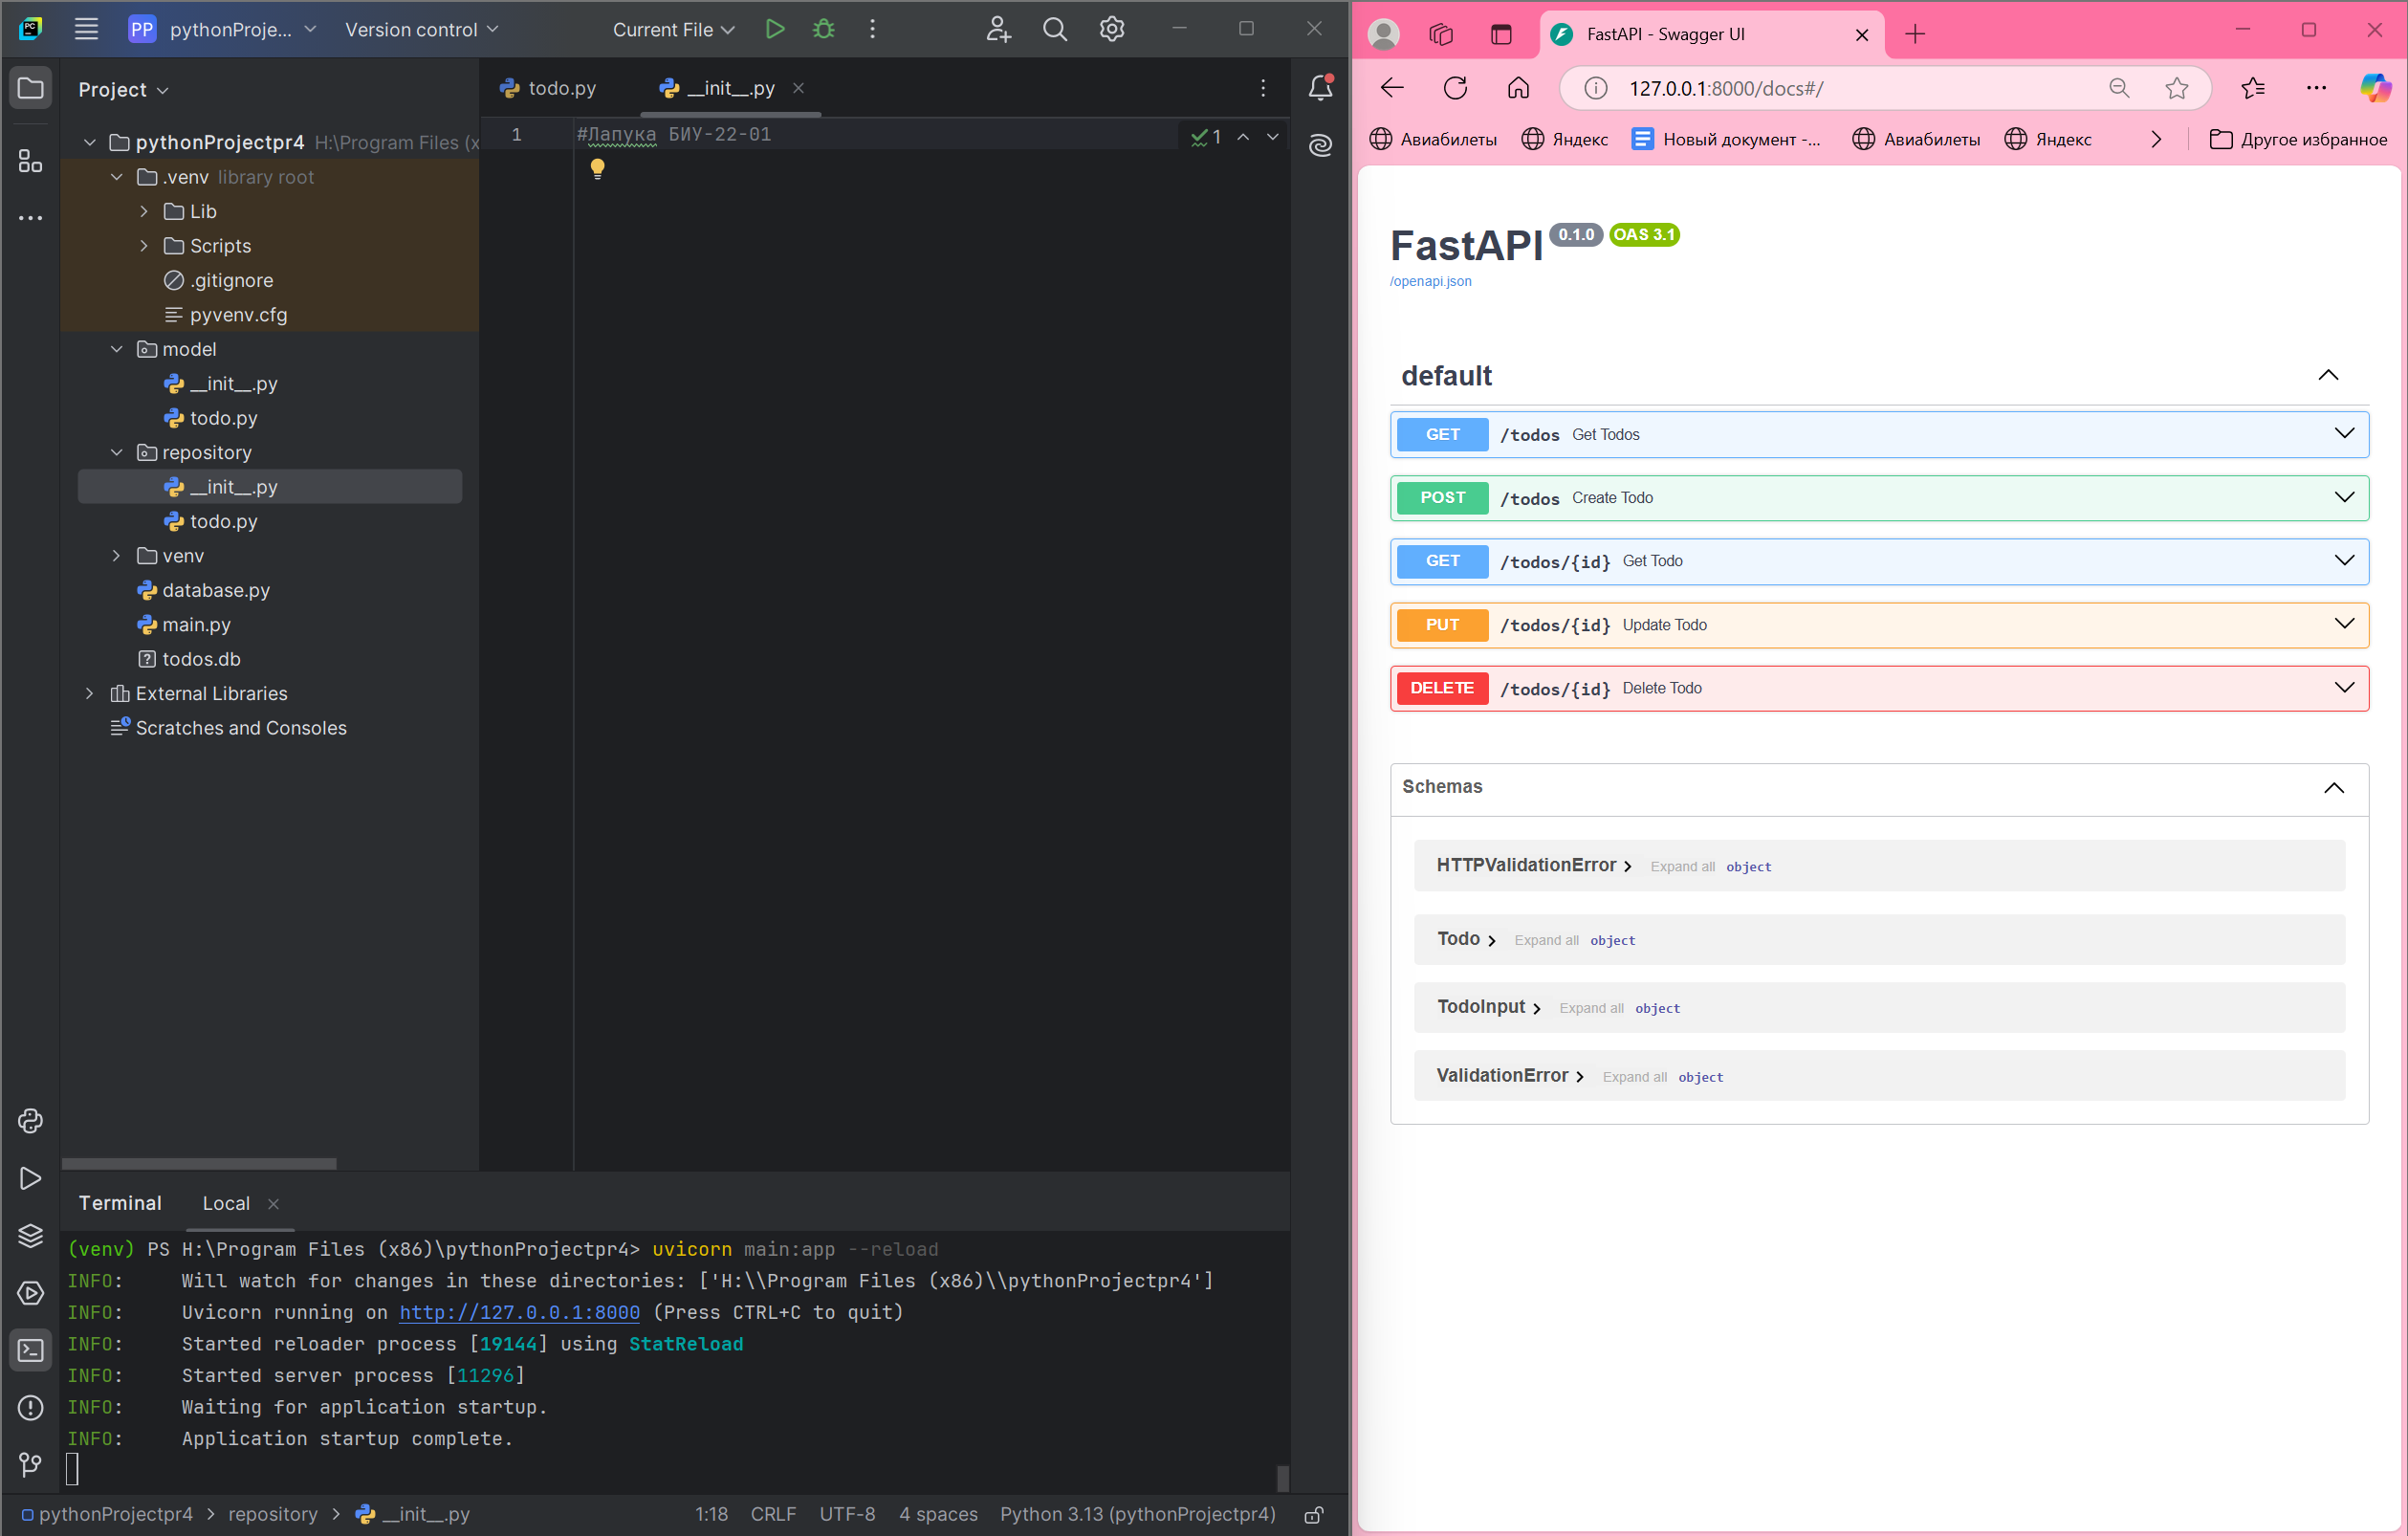 PP pythonProje... Version control Current File
Project
pythonProjectpr4 H:\Program Files (x
.venv library root
Lib
Scripts
.gitignore
pyvenv.cfg
model
__init__.py
todo.py
repository
__init__.py
todo.py
venv
database.py
main.py
todos.db
External Libraries
Scratches and Consoles
todo.py __init__.py
1 #Лапука БИУ-22-01
1
Terminal Local
(venv) PS H:\Program Files (x86)\pythonProjectpr4> uvicorn main:app --reload
INFO: Will watch for changes in these directories: ['H:\\Program Files (x86)\\pythonProjectpr4']
INFO: Uvicorn running on http://127.0.0.1:8000 (Press CTRL+C to quit)
INFO: Started reloader process [19144] using StatReload
INFO: Started server process [11296]
INFO: Waiting for application startup.
INFO: Application startup complete.
pythonProjectpr4 > repository > __init__.py 1:18 CRLF UTF-8 4 spaces Python 3.13 (pythonProjectpr4)
FastAPI - Swagger UI
127.0.0.1:8000/docs#/
Авиабилеты Яндекс Новый документ -... Авиабилеты Яндекс Другое избранное
FastAPI 0.1.0 OAS 3.1
/openapi.json
default
GET /todos Get Todos
POST /todos Create Todo
GET /todos/{id} Get Todo
PUT /todos/{id} Update Todo
DELETE /todos/{id} Delete Todo
Schemas
HTTPValidationError Expand all object
Todo Expand all object
TodoInput Expand all object
ValidationError Expand all object